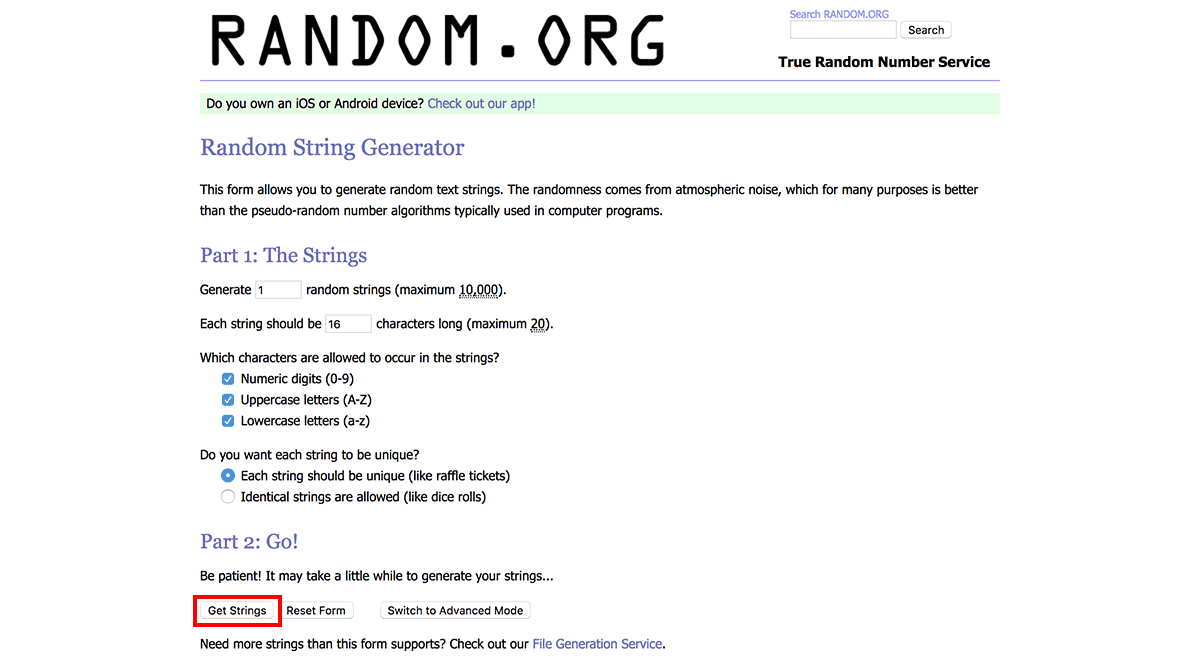 RANDOM.ORG
Search RANDOM.ORG
Search
True Random Number Service
Do you own an iOS or Android device? Check out our app!
Random String Generator
This form allows you to generate random text strings. The randomness comes from atmospheric noise, which for many purposes is better
than the pseudo-random number algorithms typically used in computer programs.
Part 1: The Strings
Generate 1 random strings (maximum 10,000).
Each string should be 16 characters long (maximum 20).
Which characters are allowed to occur in the strings?
Numeric digits (0-9)
Uppercase letters (A-Z)
Lowercase letters (a-z)
Do you want each string to be unique?
Each string should be unique (like raffle tickets)
Identical strings are allowed (like dice rolls)
Part 2: Go!
Be patient! It may take a little while to generate your strings...
Get Strings Reset Form Switch to Advanced Mode
Need more strings than this form supports? Check out our File Generation Service.